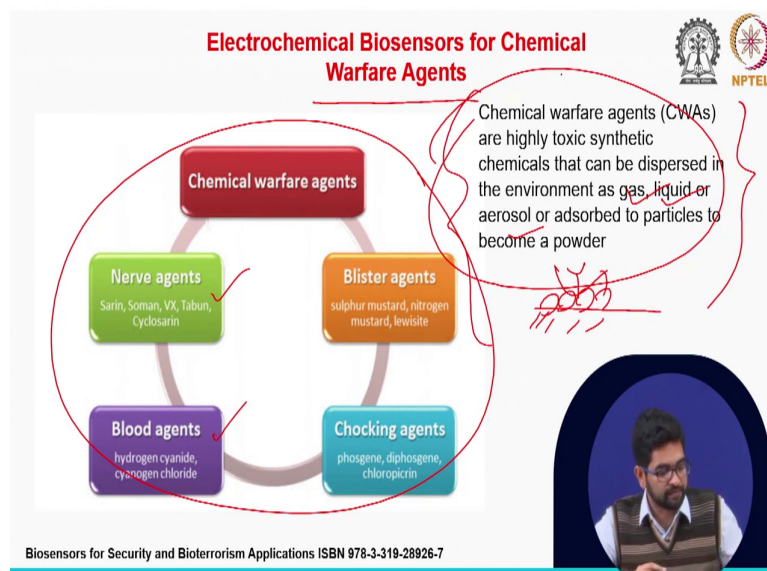 Electrochemical Biosensors for Chemical
Warfare Agents
NPTEL
Chemical warfare agents (CWAs)
are highly toxic synthetic
chemicals that can be dispersed in
the environment as gas, liquid or
aerosol or adsorbed to particles to
become a powder
Chemical warfare agents
Nerve agents
Sarin, Soman, VX, Tabun,
Cyclosarin
Blister agents
sulphur mustard, nitrogen
mustard, lewisite
Blood agents
hydrogen cyanide,
cyanogen chloride
Chocking agents
phosgene, diphosgene,
chloropicrin
Biosensors for Security and Bioterrorism Applications ISBN 978-3-319-28926-7